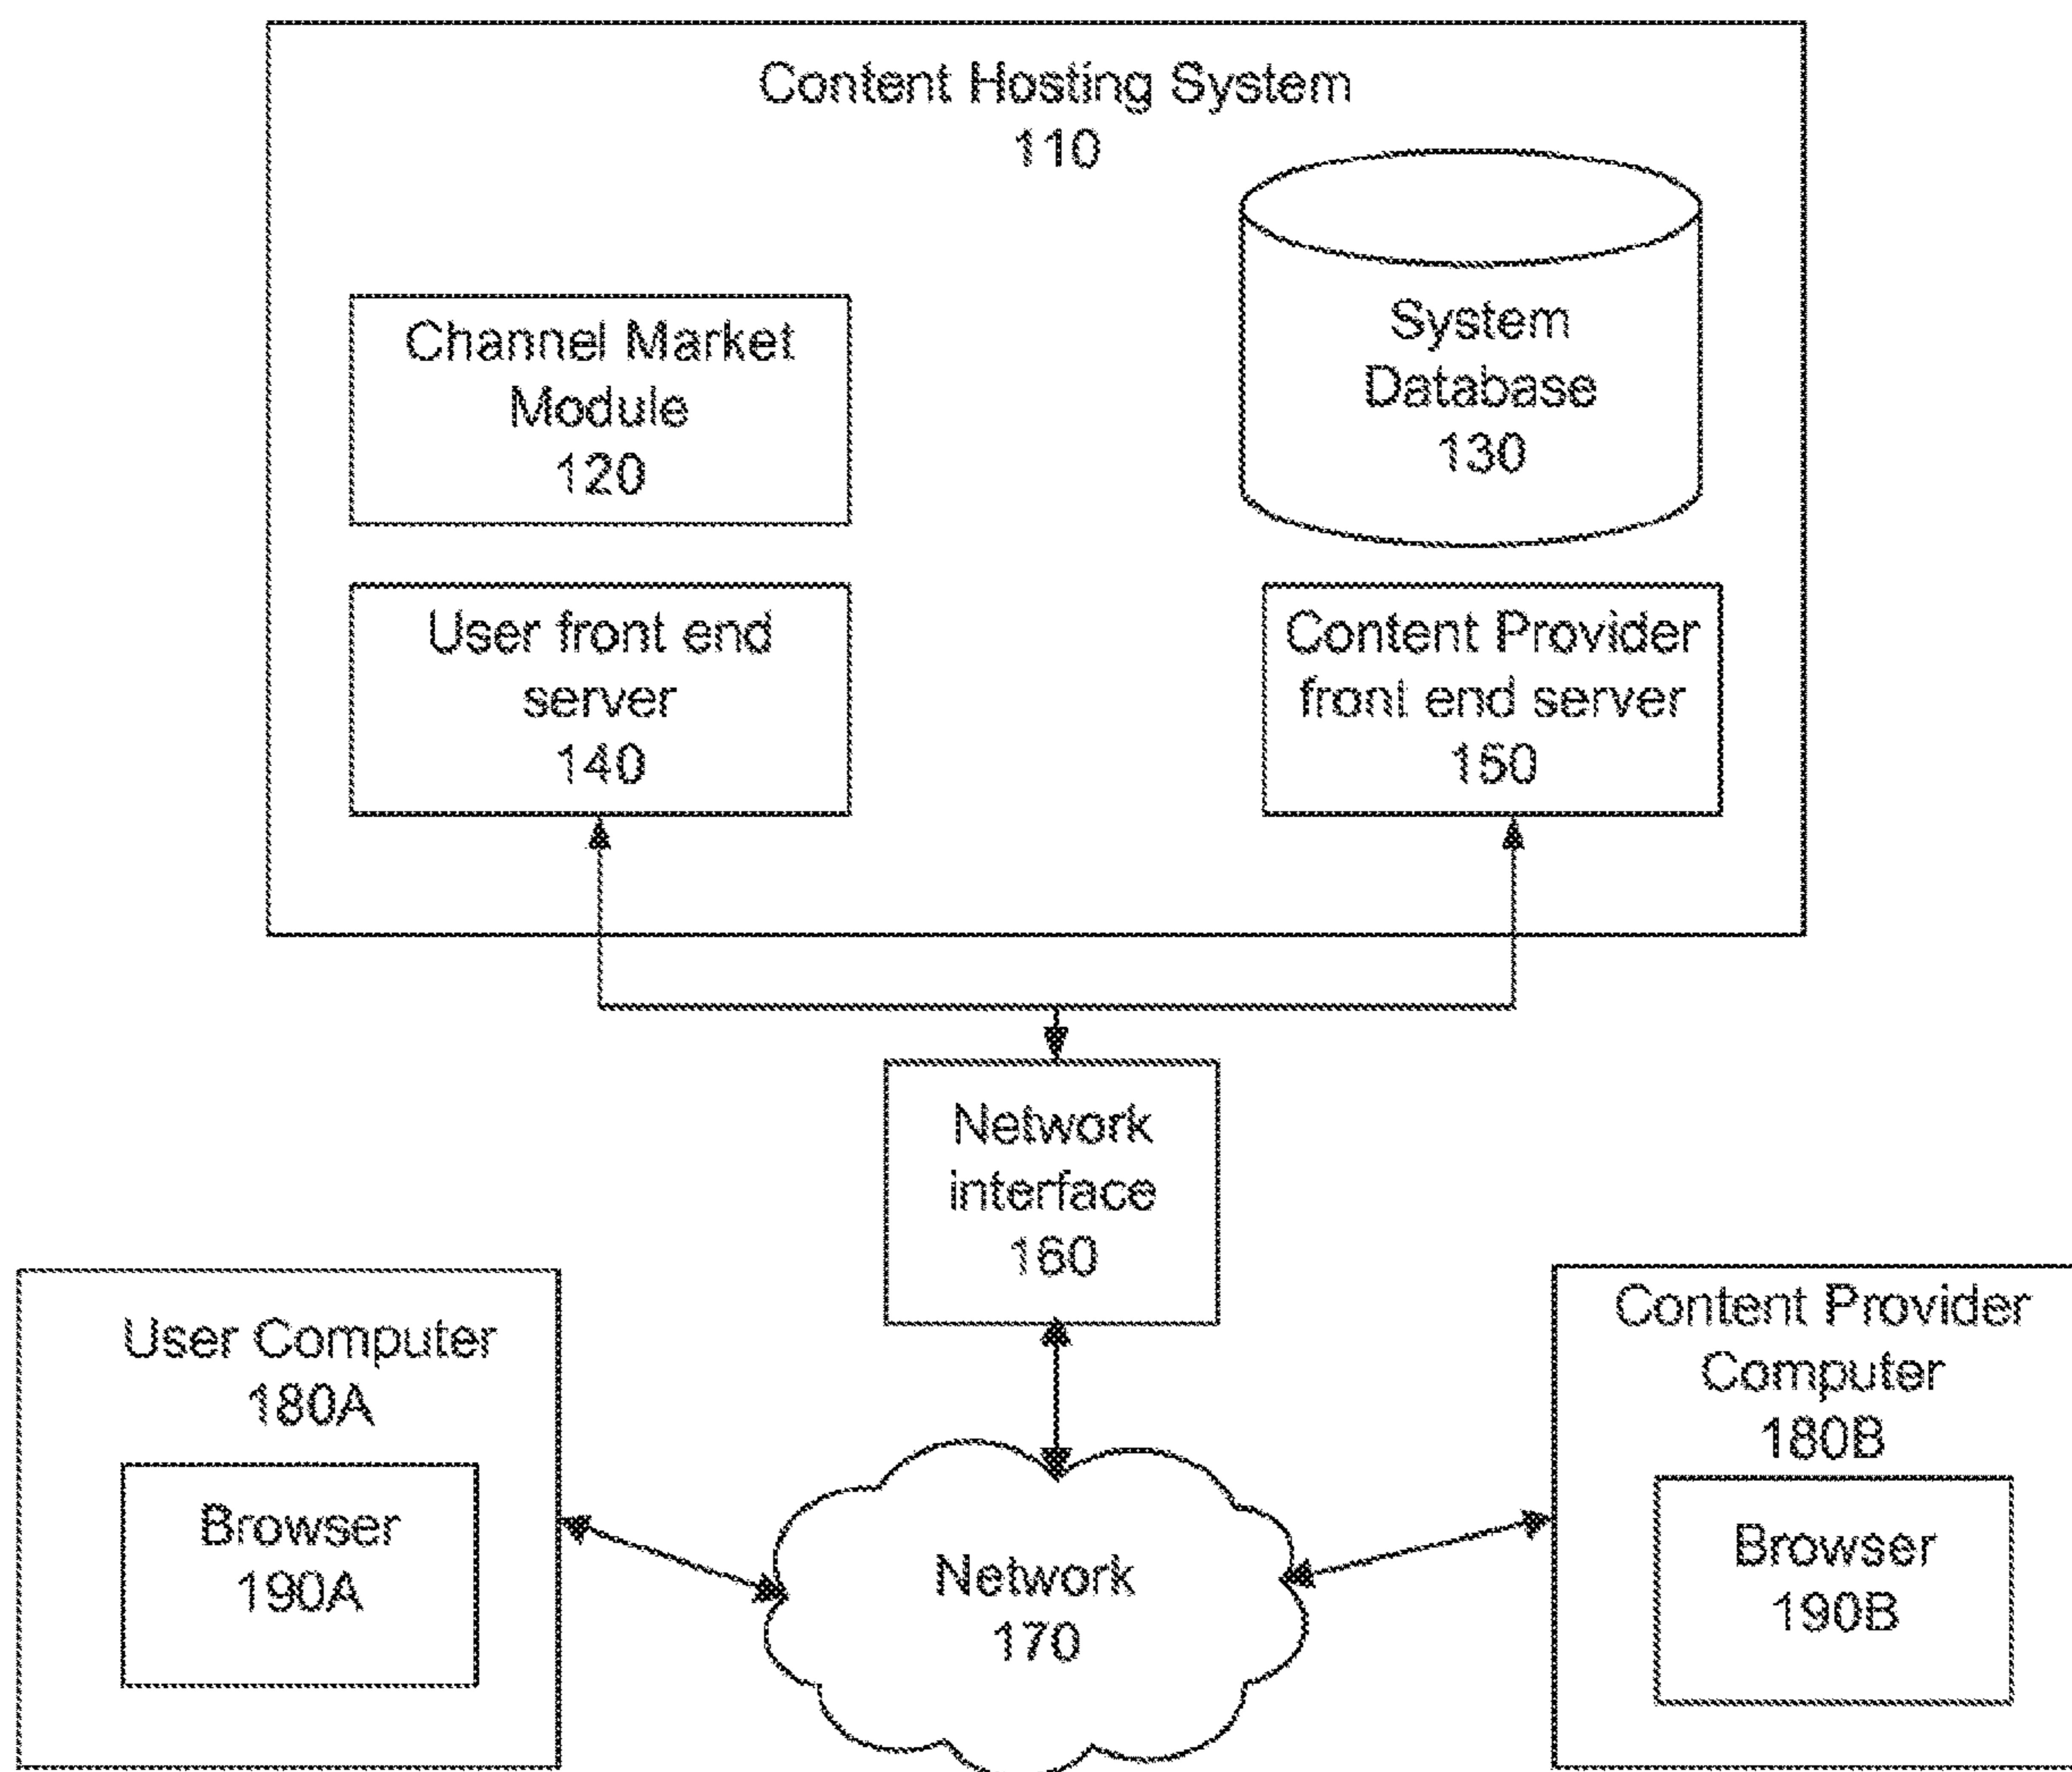 Content Hosting System
110
Channel Market
Module
120
System
Database
130
User front end
server
140
Content Provider
front end server
150
Network
interface
160
User Computer
180A
Browser
190A
Network
170
Content Provider
Computer
180B
Browser
190B